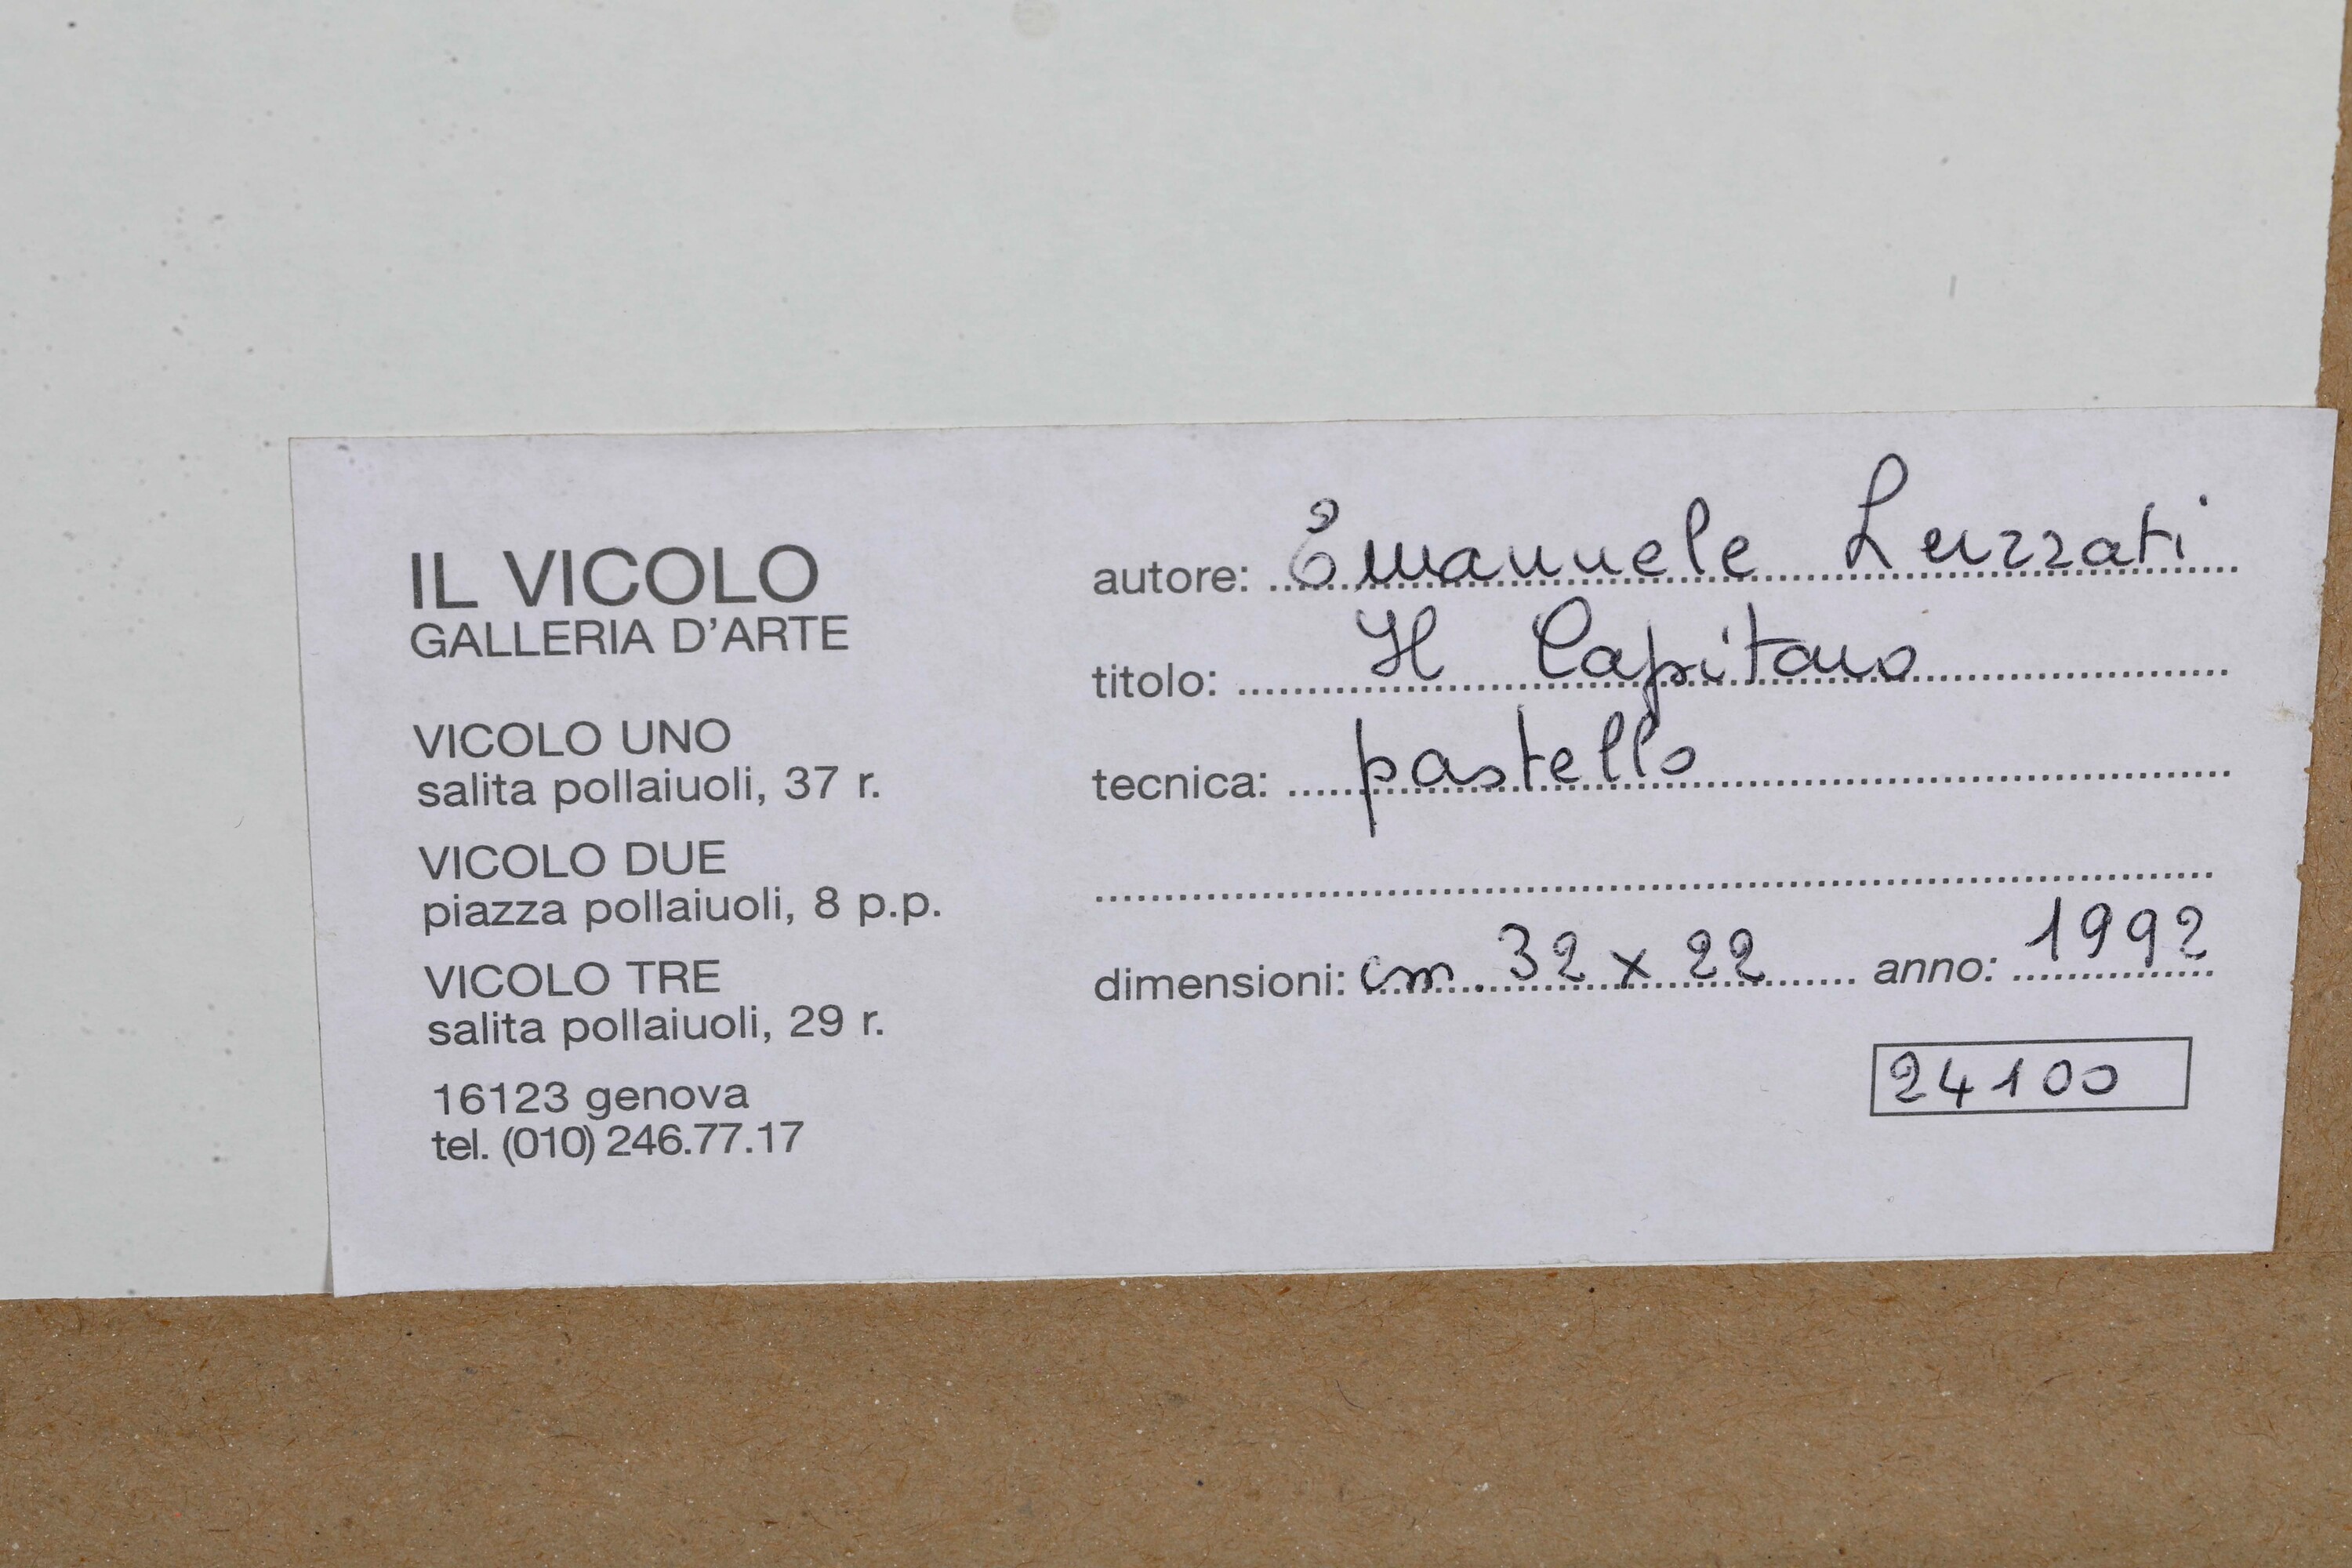 IL VICOLO
GALLERIA D'ARTE
VICOLO UNO
salita pollaiuoli, 37 r.
VICOLO DUE
piazza pollaiuoli, 8 p.p.
VICOLO TRE
salita pollaiuoli, 29 r.
16123 genova
tel. (010) 246.77.17
autore: Emanuele Luzzati
titolo: Il Capitano
tecnica: pastello
dimensioni: cm. 32 x 22 anno: 1992
24100